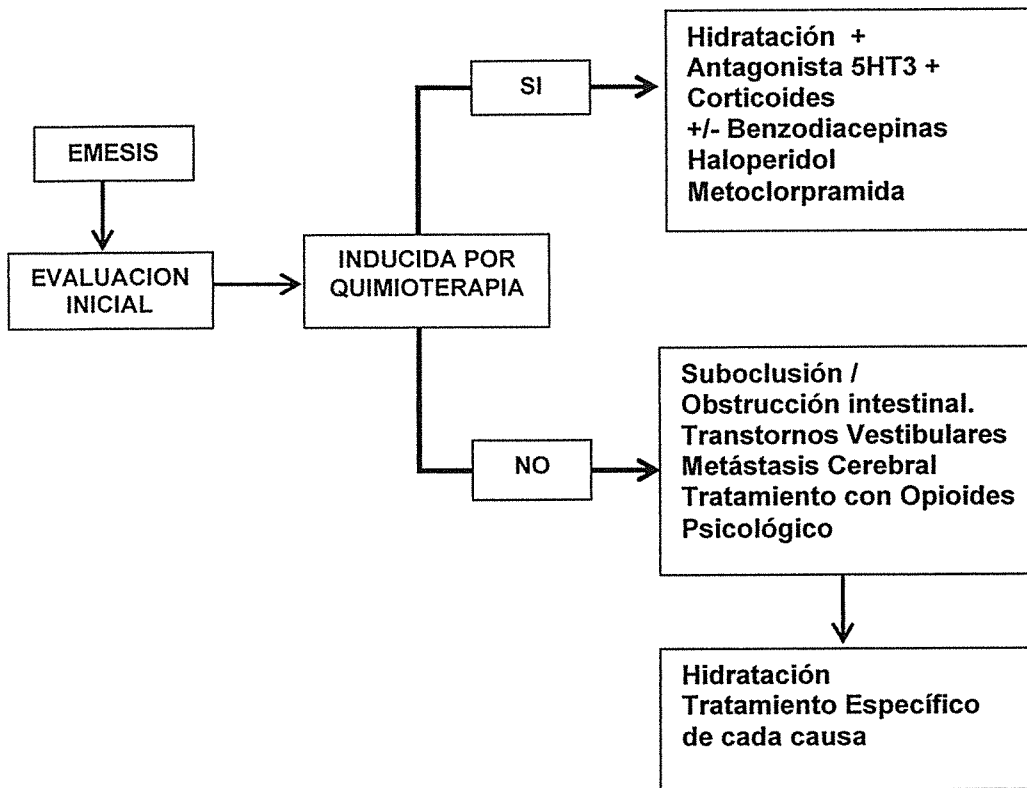 EMESIS
EVALUACION
INICIAL
INDUCIDA POR
QUIMIOTERAPIA
SI
Hidratación +
Antagonista 5HT3 +
Corticoides
+/- Benzodiacepinas
Haloperidol
Metoclorpramida
NO
Suboclusión /
Obstrucción intestinal.
Transtornos Vestibulares
Metástasis Cerebral
Tratamiento con Opioides
Psicológico
Hidratación
Tratamiento Específico
de cada causa